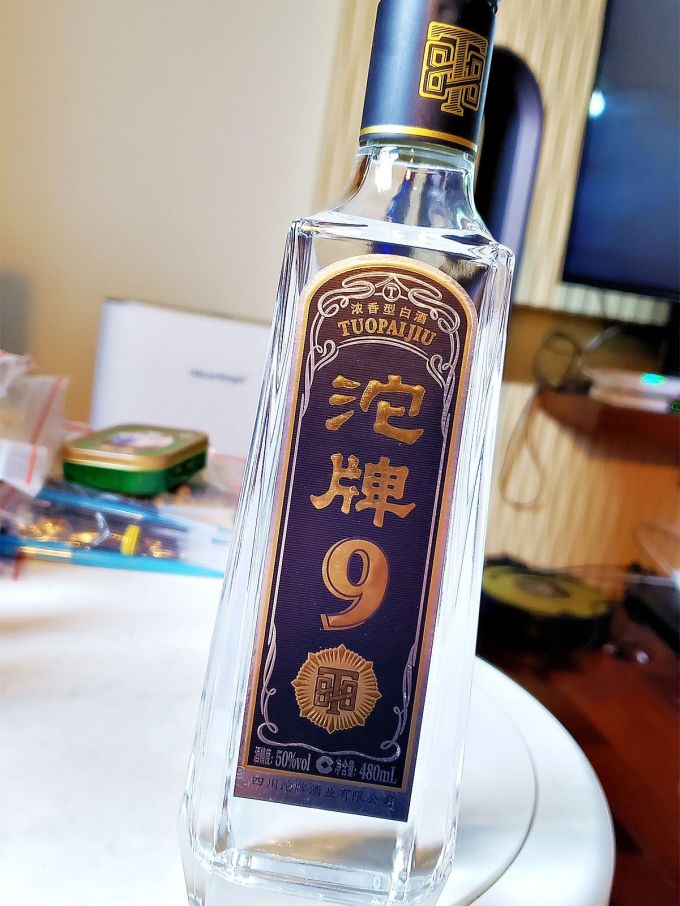 浓香型白酒
TUOPAIJIU
沱牌
9
酒精度:50%vol 净含量:480mL
四川沱牌酒业有限公司